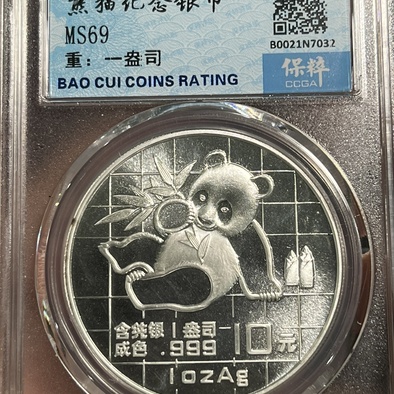 熊猫纪念银币
MS69
重：一盎司
BAO CUI COINS RATING
B0021N7032
保粹
CCGA
含纯银1盎司
成色.999
10元
1ozAg